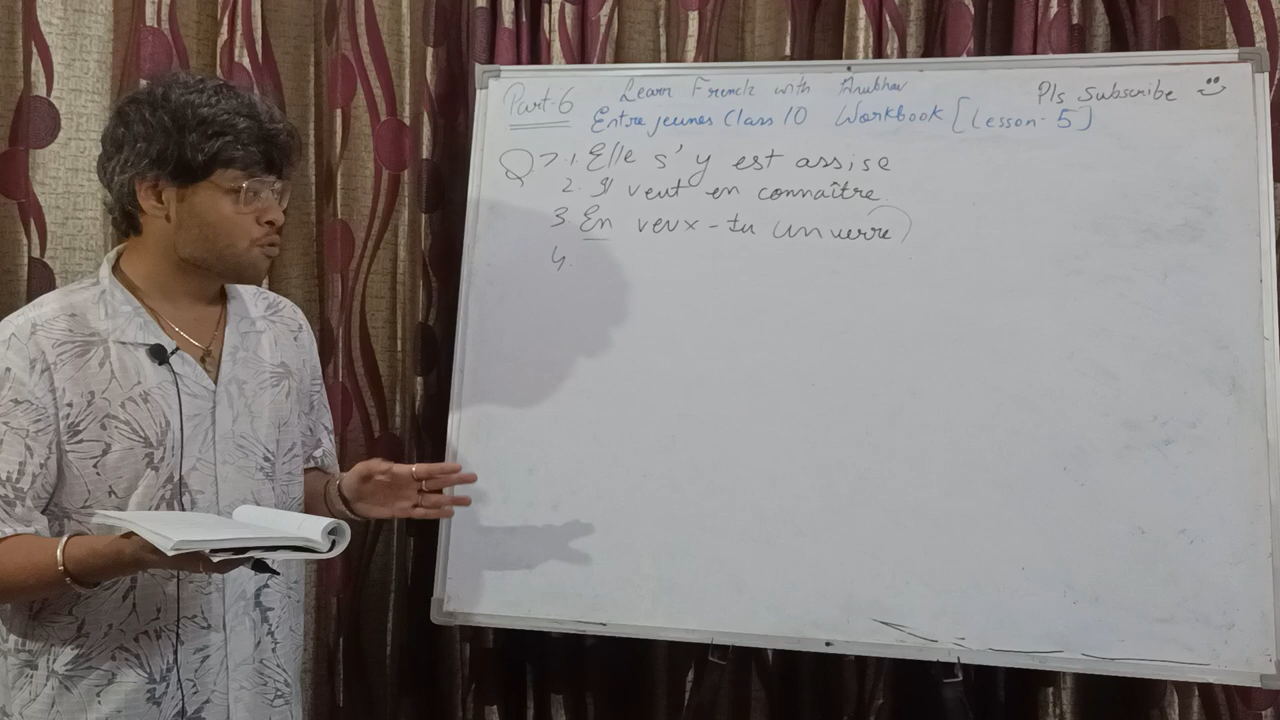 Part-6 Learn French with Anubhav Pls Subscribe
Entre jeunes Class 10 Workbook [Lesson-5]
Q7. 1. Elle s'y est assise
2. Il veut en connaître.
3. En veux-tu un verre
4.